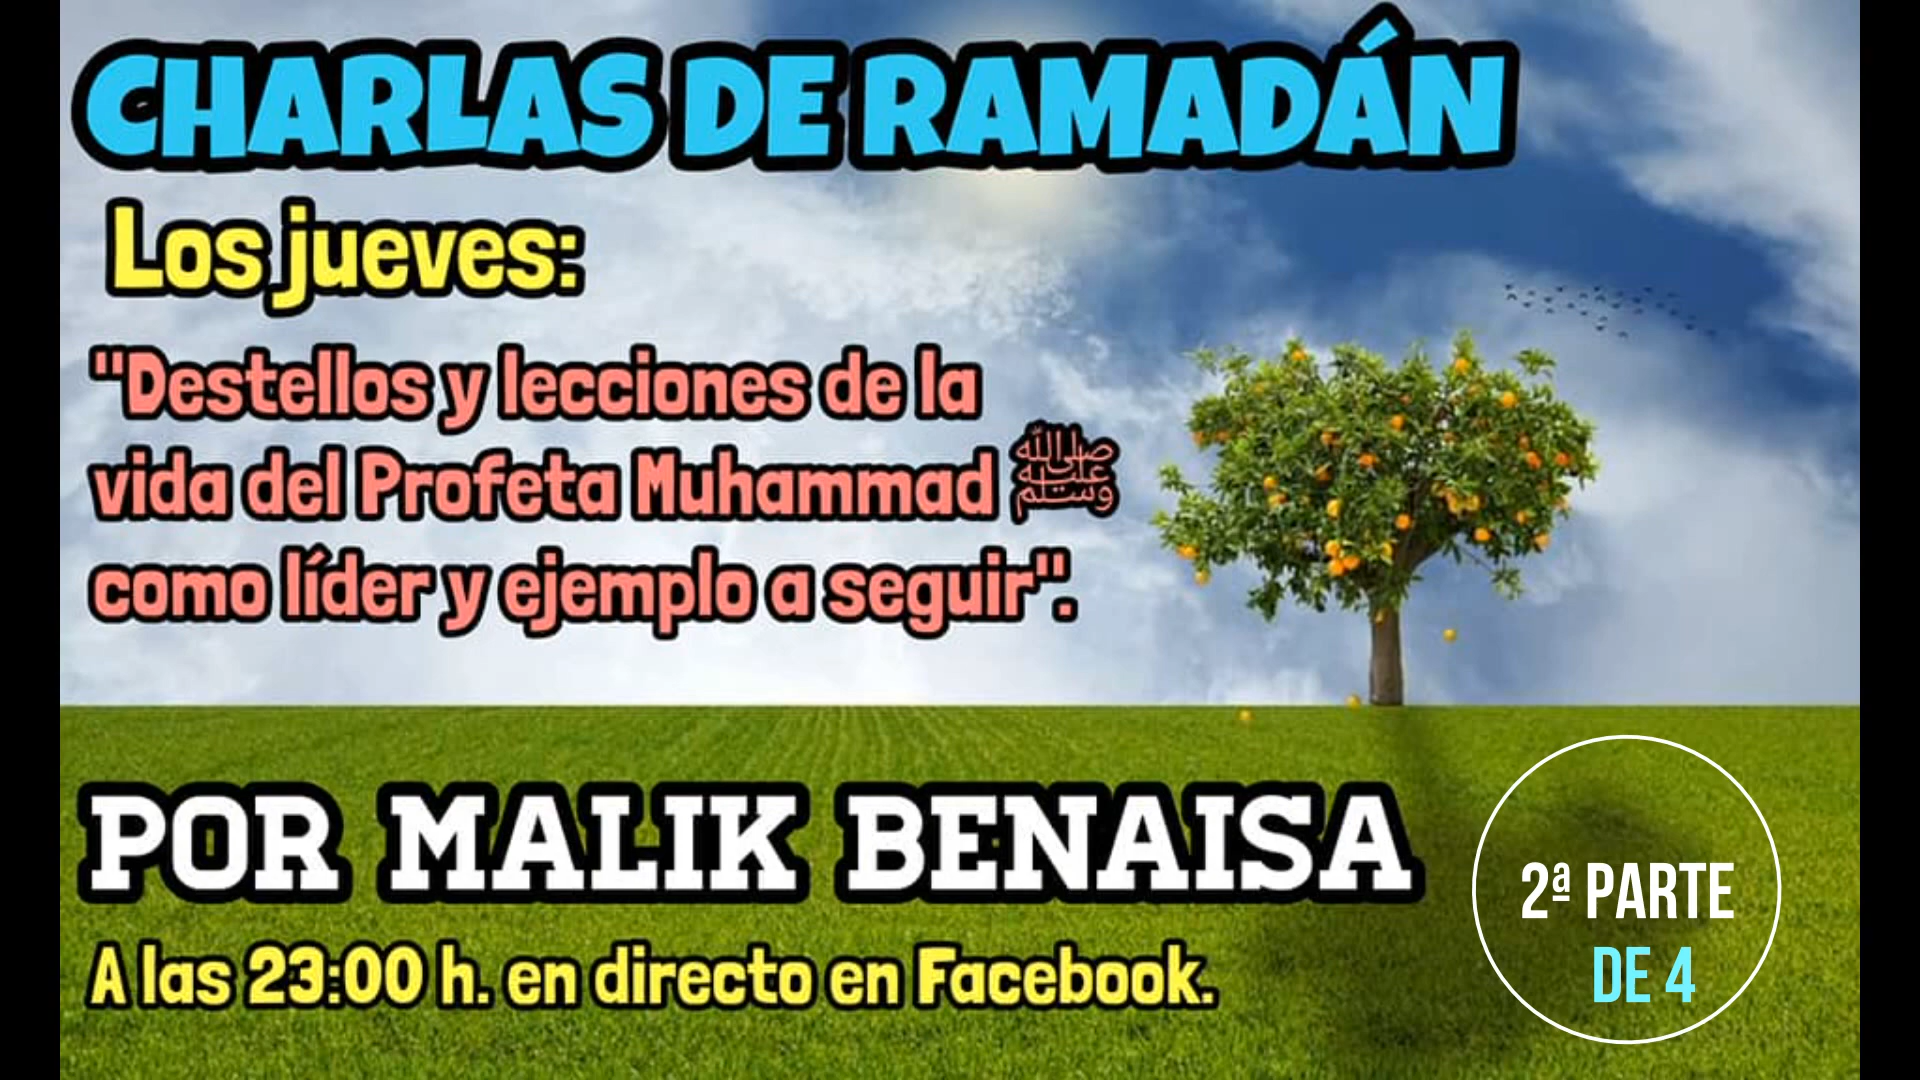 CHARLAS DE RAMADÁN
Los jueves:
"Destellos y lecciones de la
vida del Profeta Muhammad ﷺ
como líder y ejemplo a seguir".
POR MALIK BENAISA
A las 23:00 h. en directo en Facebook.
2ª PARTE
DE 4